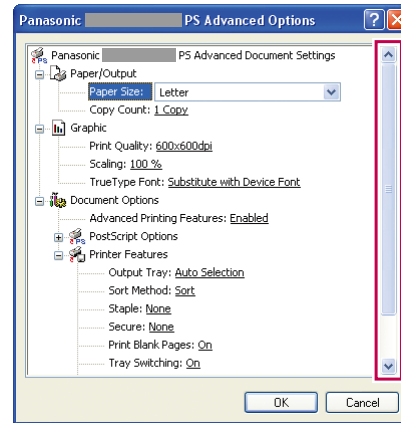 Panasonic PS Advanced Options
Panasonic PS Advanced Document Settings
Paper/Output
Paper Size: Letter
Copy Count: 1 Copy
Graphic
Print Quality: 600x600dpi
Scaling: 100 %
TrueType Font: Substitute with Device Font
Document Options
Advanced Printing Features: Enabled
PostScript Options
Printer Features
Output Tray: Auto Selection
Sort Method: Sort
Staple: None
Secure: None
Print Blank Pages: On
Tray Switching: On
OK Cancel